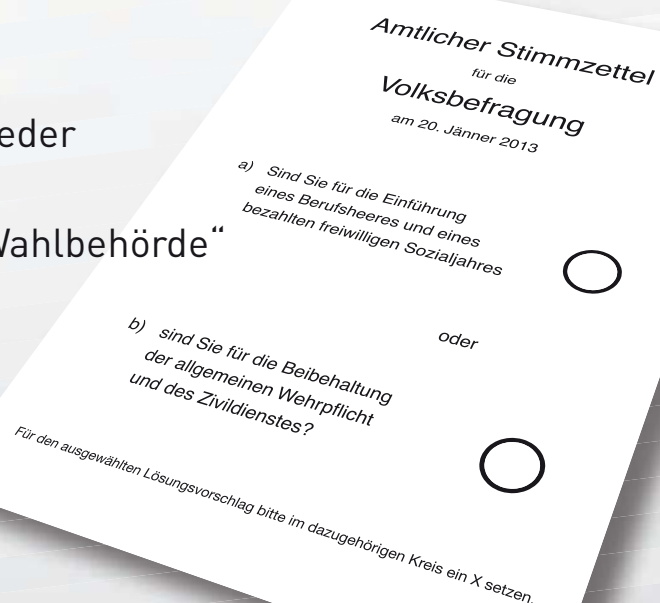 eder
Wahlbehörde“
Amtlicher Stimmzettel
für die
Volksbefragung
am 20. Jänner 2013
a) Sind Sie für die Einführung
eines Berufsheeres und eines
bezahlten freiwilligen Sozialjahres
oder
b) sind Sie für die Beibehaltung
der allgemeinen Wehrpflicht
und des Zivildienstes?
Für den ausgewählten Lösungsvorschlag bitte im dazugehörigen Kreis ein X setzen.